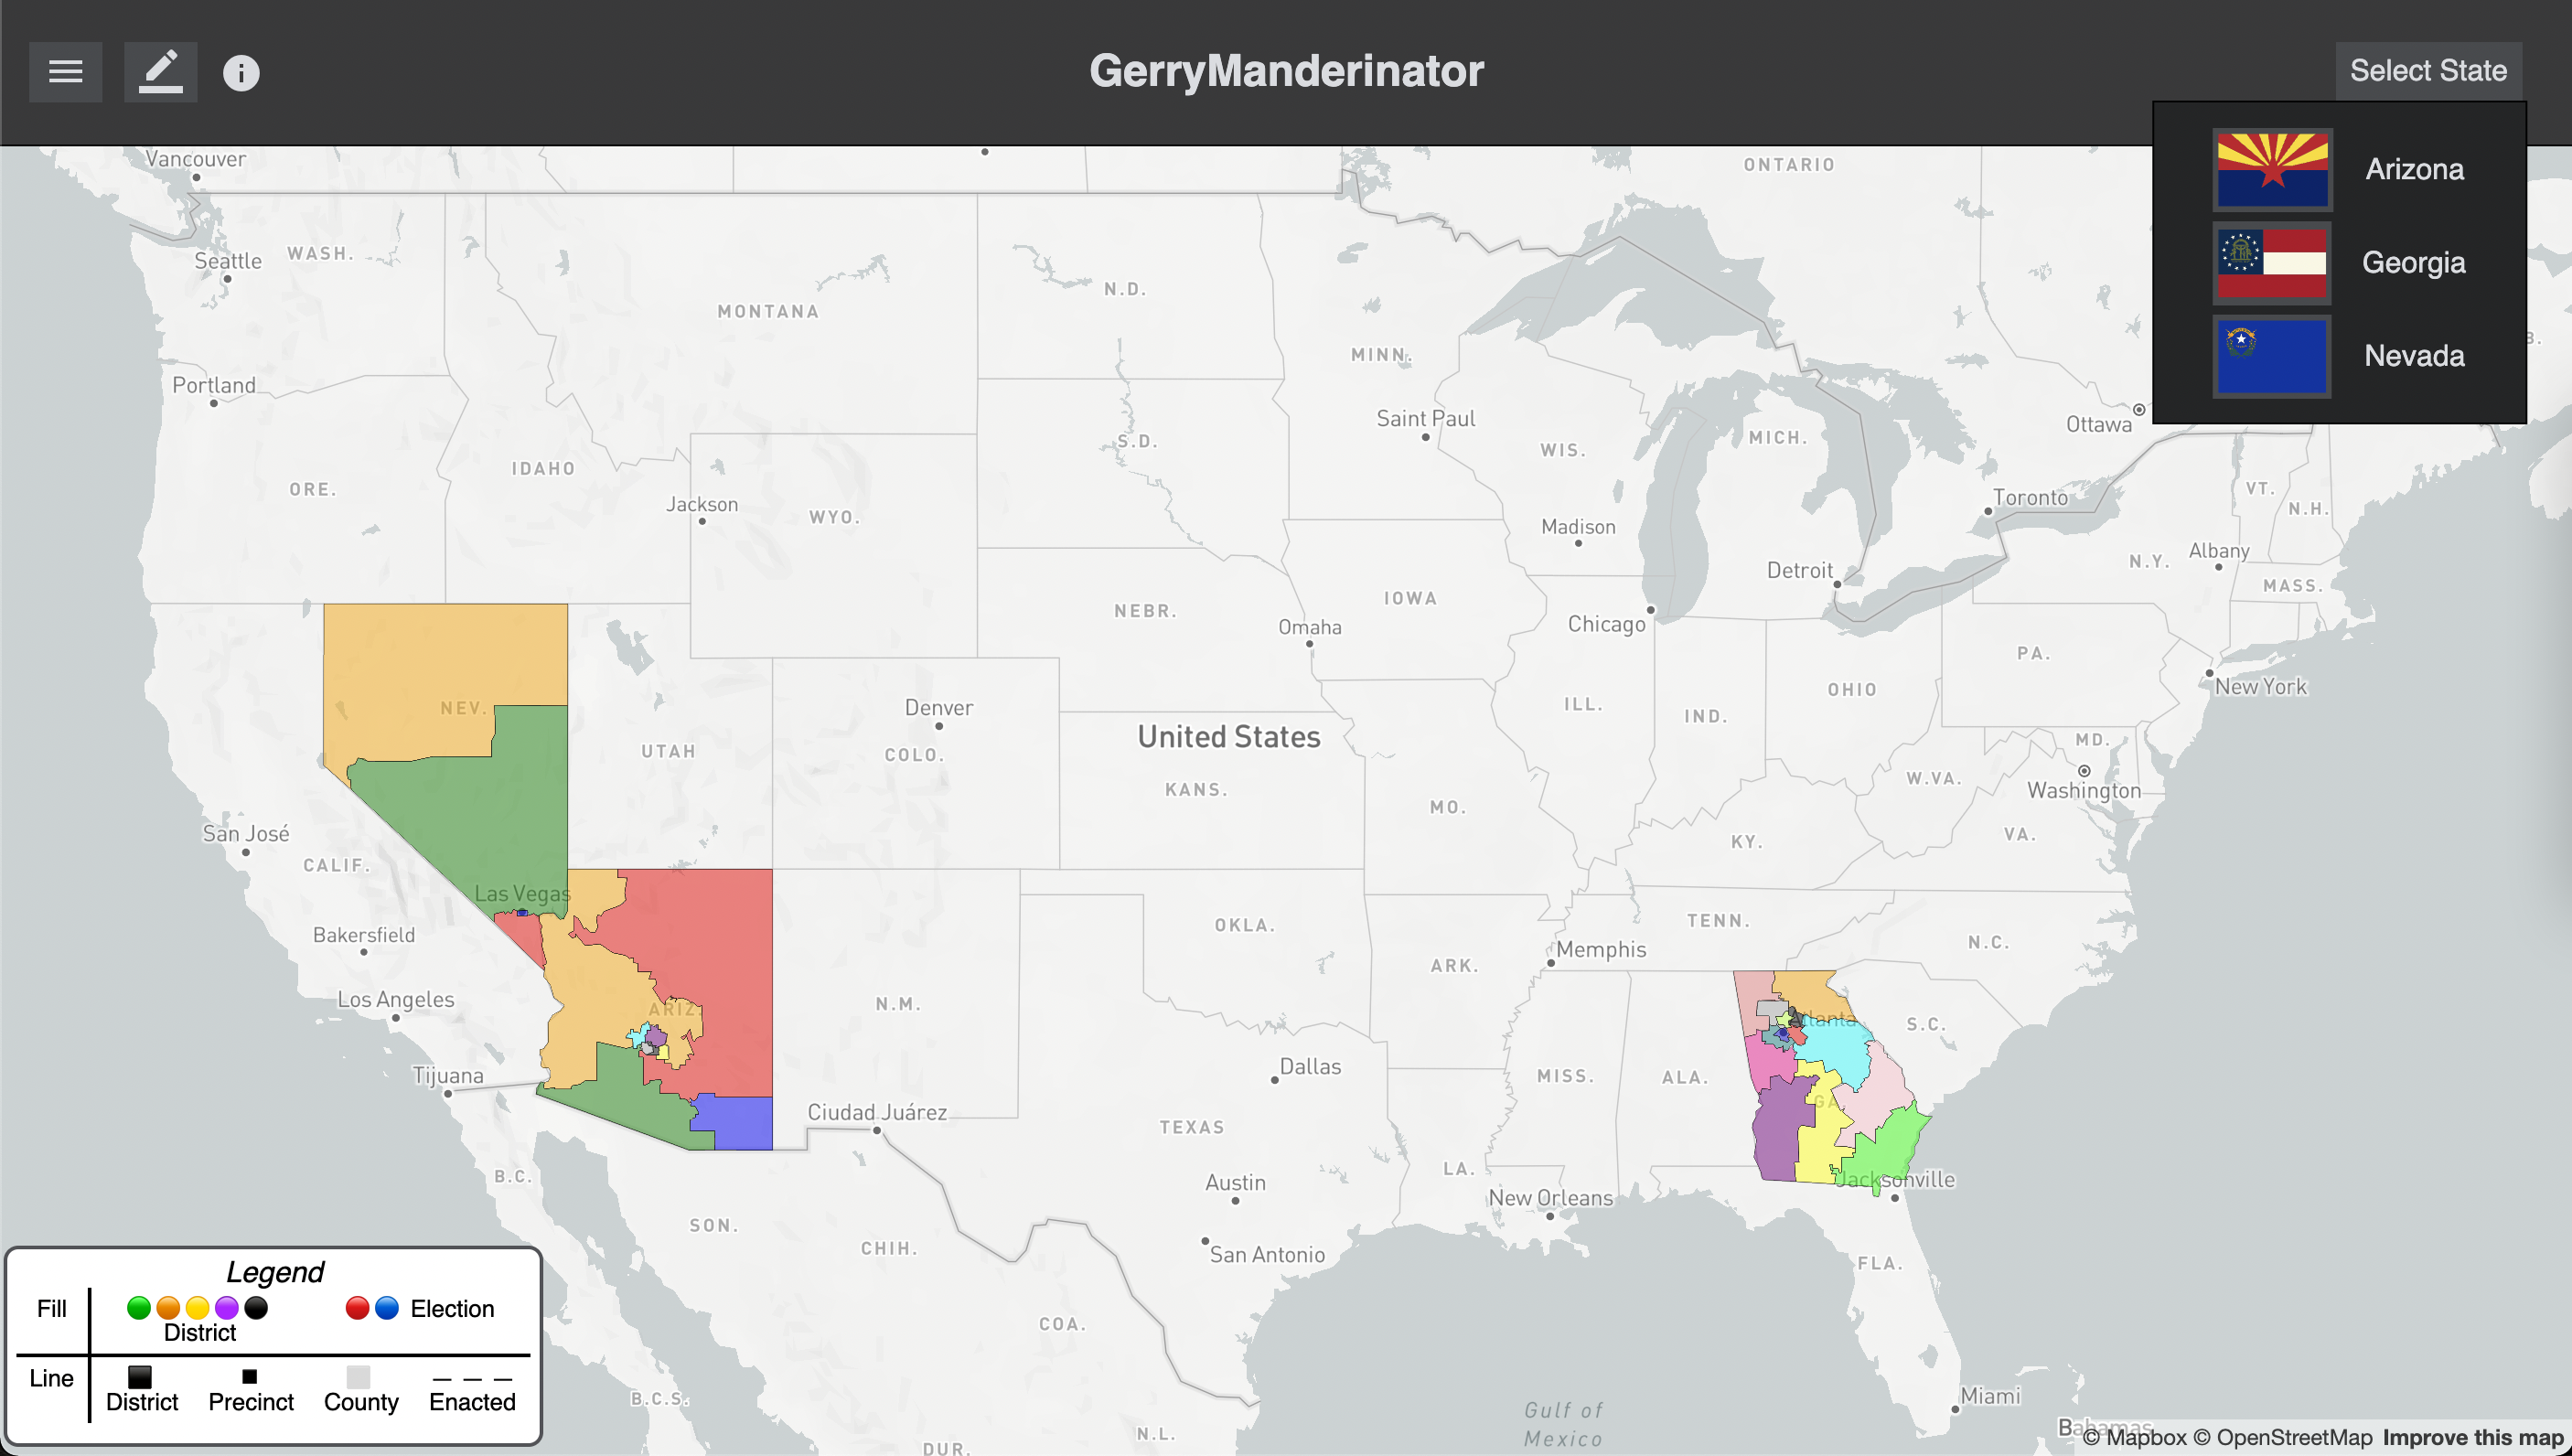 GerryManderinator
Select State
Arizona
Georgia
Nevada
Vancouver
ONTARIO
Seattle
WASH.
MONTANA
N.D.
MINN.
Portland
Saint Paul
Ottawa
S.D.
WIS.
MICH.
IDAHO
ORE.
Jackson
WYO.
Toronto
VT.
N.H.
Madison
Detroit
N.Y.
Albany
MASS.
NEBR.
IOWA
Omaha
Chicago
PA.
New York
NEV.
Denver
United States
ILL.
IND.
OHIO
UTAH
COLO.
MD.
KANS.
W.VA.
Washington
MO.
San José
CALIF.
KY.
VA.
Las Vegas
Bakersfield
OKLA.
TENN.
N.C.
Memphis
ARK.
Los Angeles
ARIZ.
N.M.
Atlanta
S.C.
Tijuana
Dallas
MISS.
ALA.
GA.
Ciudad Juárez
TEXAS
B.C.
LA.
Austin
New Orleans
Jacksonville
SON.
CHIH.
San Antonio
FLA.
COA.
B.C.S.
Miami
Gulf of
Mexico
N.L.
DUR.
Bahamas
Legend
Fill
District
Election
Line
District
Precinct
County
Enacted
© Mapbox © OpenStreetMap Improve this map